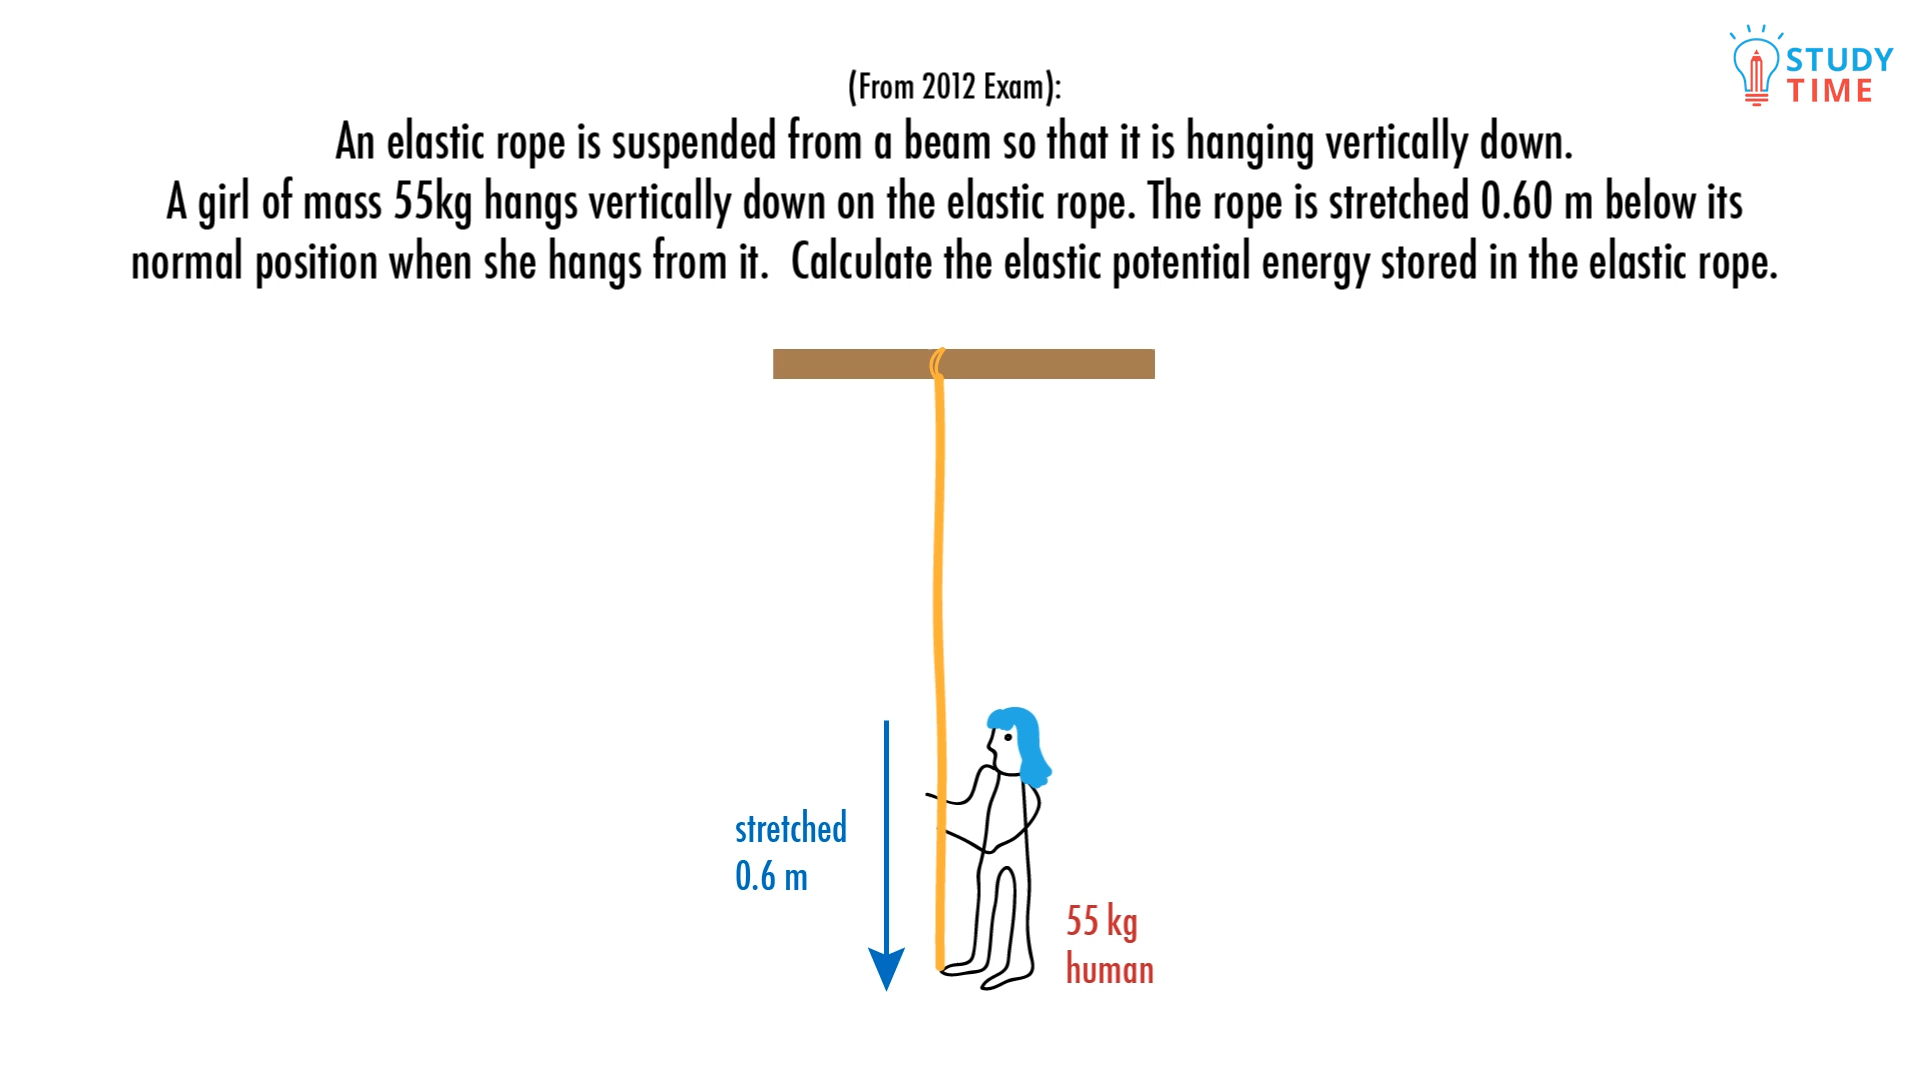 STUDY
TIME
(From 2012 Exam):
An elastic rope is suspended from a beam so that it is hanging vertically down.
A girl of mass 55kg hangs vertically down on the elastic rope. The rope is stretched 0.60 m below its
normal position when she hangs from it. Calculate the elastic potential energy stored in the elastic rope.
stretched
0.6 m
55 kg
human